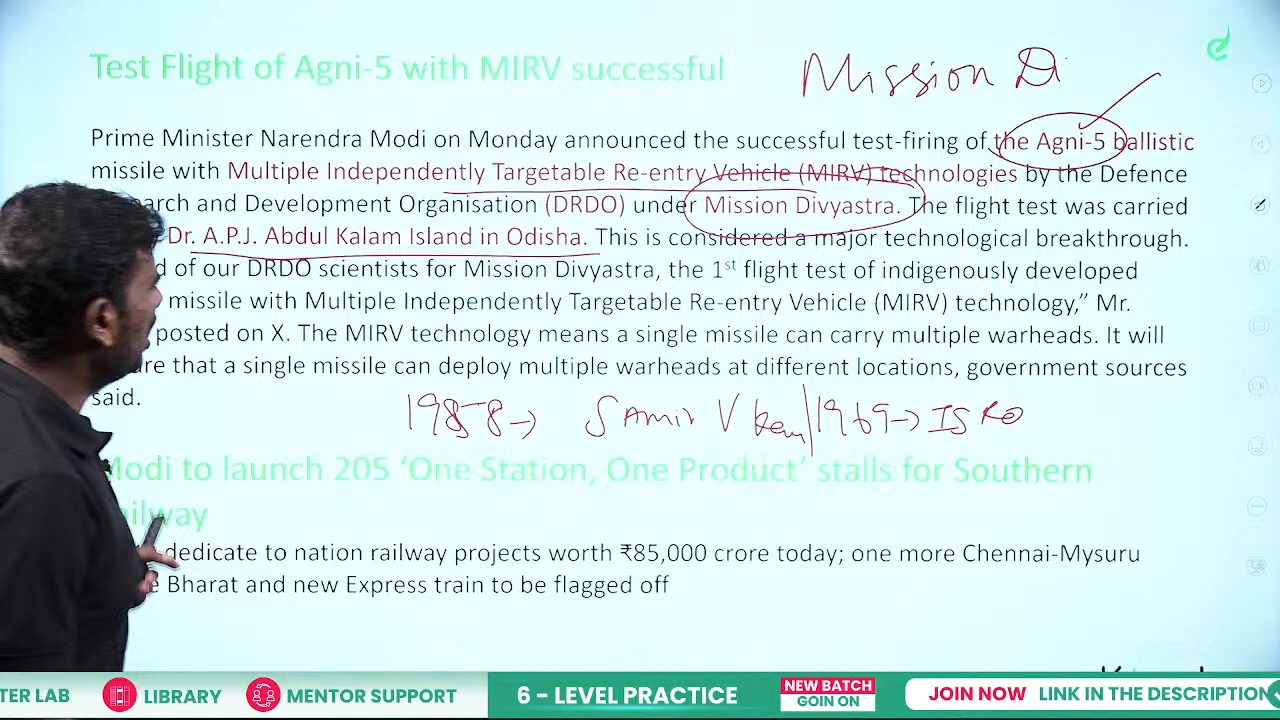 Test Flight of Agni-5 with MIRV successful
Mission Di
Prime Minister Narendra Modi on Monday announced the successful test-firing of the Agni-5 ballistic
missile with Multiple Independently Targetable Re-entry Vehicle (MIRV) technologies by the Defence
arch and Development Organisation (DRDO) under Mission Divyastra. The flight test was carried
Dr. A.P.J. Abdul Kalam Island in Odisha. This is considered a major technological breakthrough.
d of our DRDO scientists for Mission Divyastra, the 1st flight test of indigenously developed
missile with Multiple Independently Targetable Re-entry Vehicle (MIRV) technology,” Mr.
posted on X. The MIRV technology means a single missile can carry multiple warheads. It will
re that a single missile can deploy multiple warheads at different locations, government sources
said.
1958 → Samir V Kam/1969 → ISRO
Modi to launch 205 ‘One Station, One Product’ stalls for Southern
ailway
dedicate to nation railway projects worth ₹85,000 crore today; one more Chennai-Mysuru
e Bharat and new Express train to be flagged off
TER LAB LIBRARY MENTOR SUPPORT 6 – LEVEL PRACTICE NEW BATCH GOIN ON JOIN NOW LINK IN THE DESCRIPTION